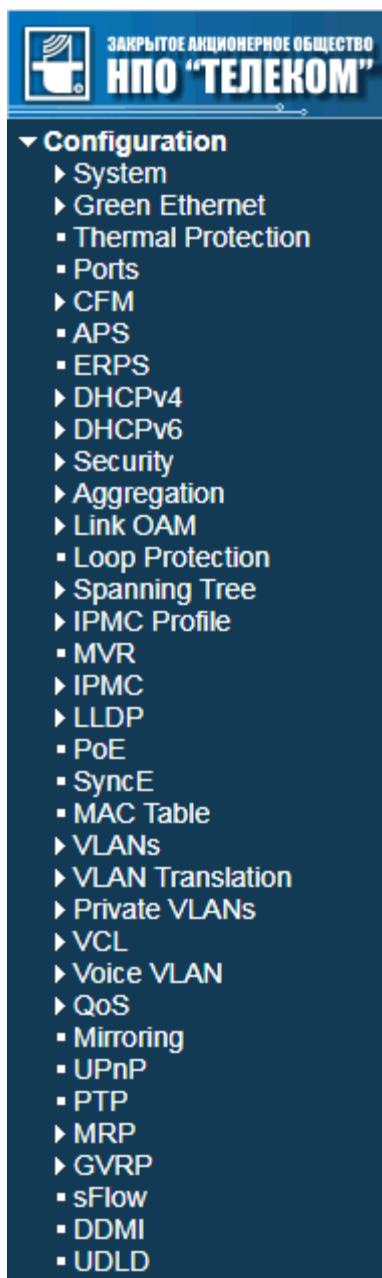 ЗАКРЫТОЕ АКЦИОНЕРНОЕ ОБЩЕСТВО
НПО "ТЕЛЕКОМ"
Configuration
System
Green Ethernet
Thermal Protection
Ports
CFM
APS
ERPS
DHCPv4
DHCPv6
Security
Aggregation
Link OAM
Loop Protection
Spanning Tree
IPMC Profile
MVR
IPMC
LLDP
PoE
SyncE
MAC Table
VLANs
VLAN Translation
Private VLANs
VCL
Voice VLAN
QoS
Mirroring
UPnP
PTP
MRP
GVRP
sFlow
DDMI
UDLD